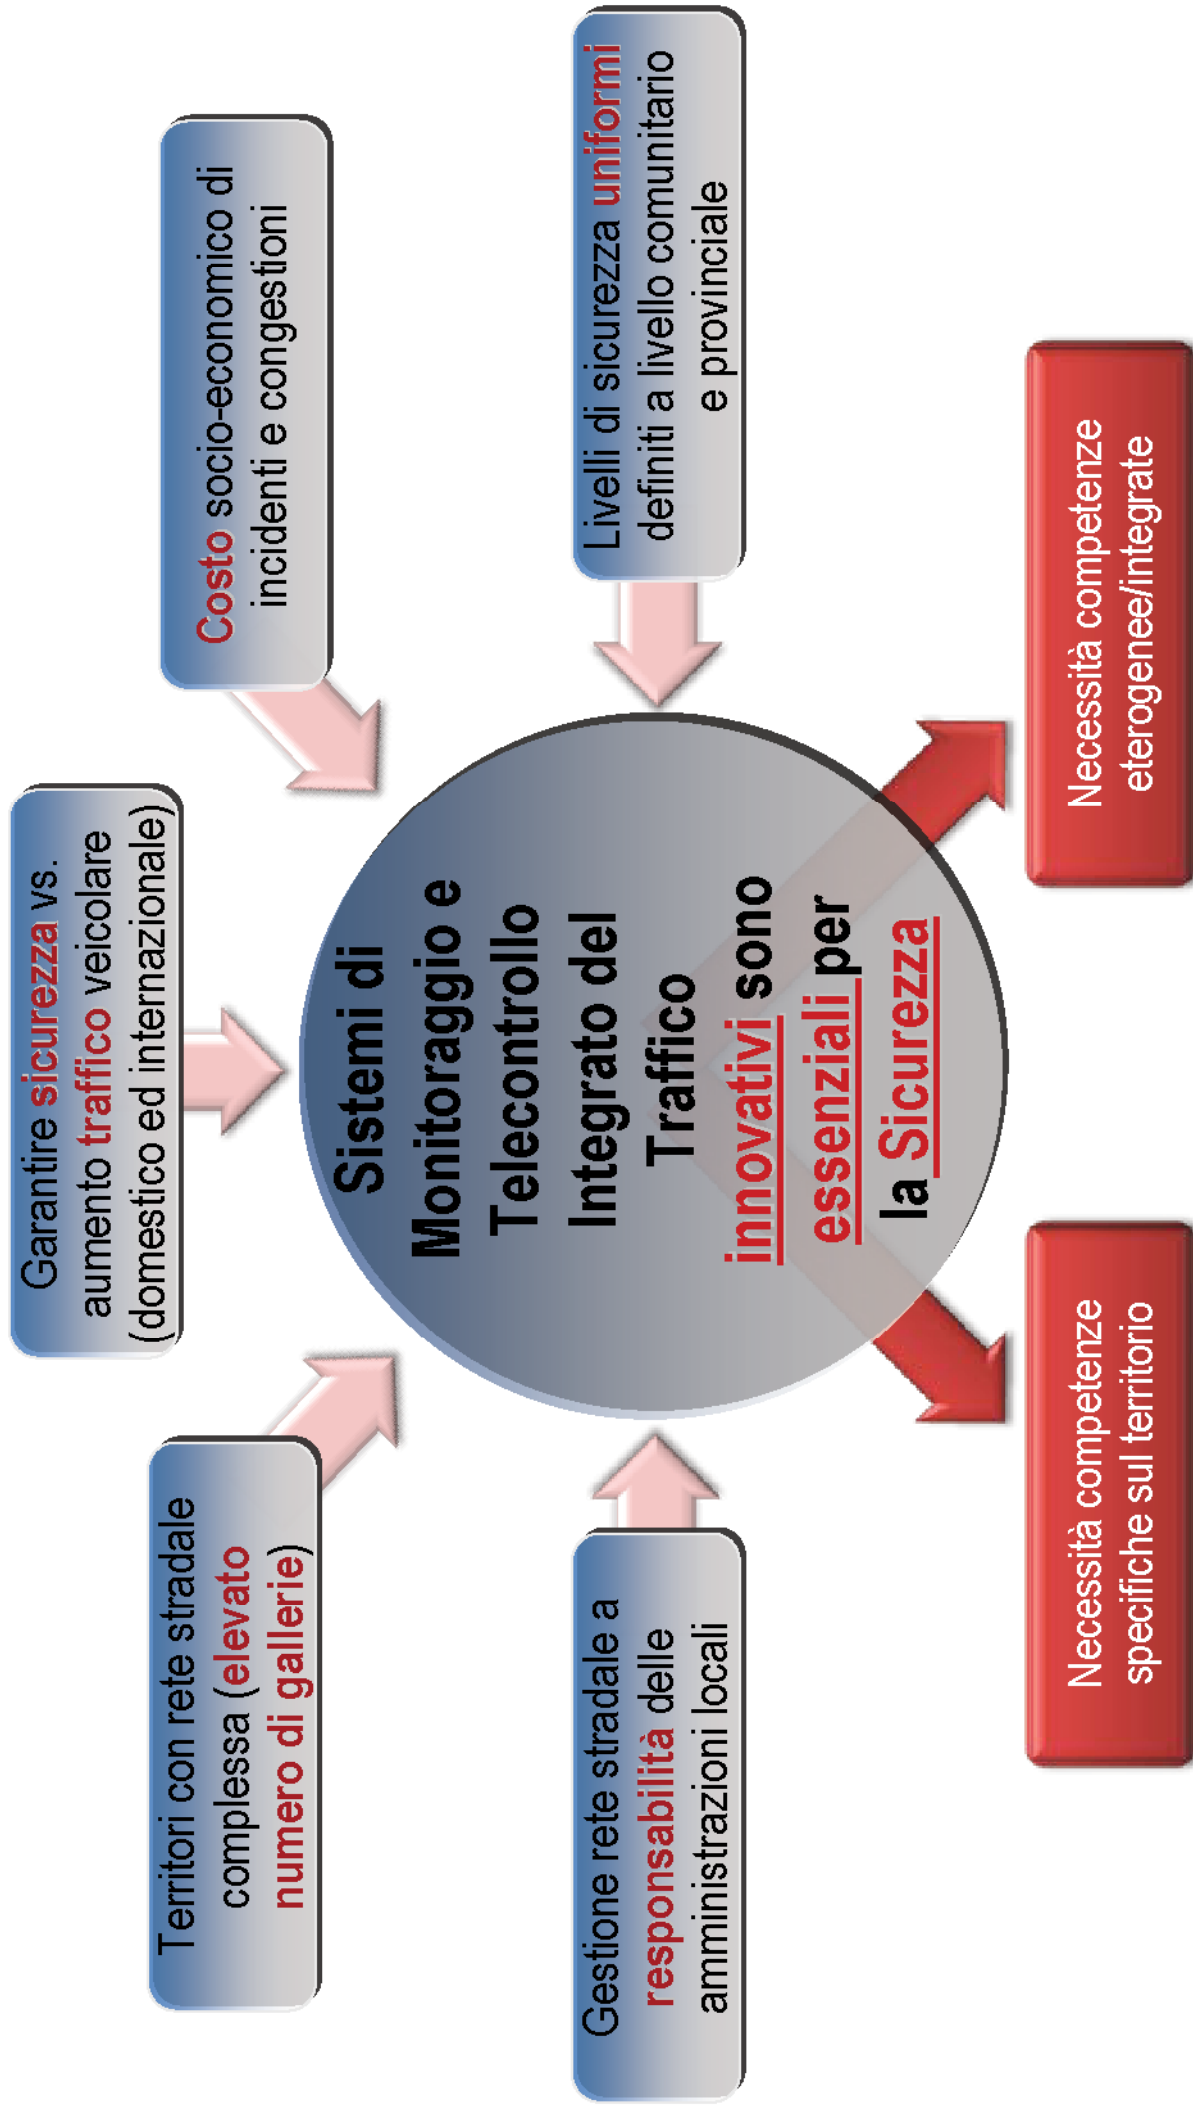 Garantire sicurezza vs.
aumento traffico veicolare
(domestico ed internazionale)
Territori con rete stradale
complessa (elevato
numero di gallerie)
Costo socio-economico di
incidenti e congestioni
Gestione rete stradale a
responsabilità delle
amministrazioni locali
Sistemi di
Monitoraggio e
Telecontrollo
Integrato del
Traffico
innovativi sono
essenziali per
la Sicurezza
Livelli di sicurezza uniformi
definiti a livello comunitario
e provinciale
Necessità competenze
specifiche sul territorio
Necessità competenze
eterogenee/integrate